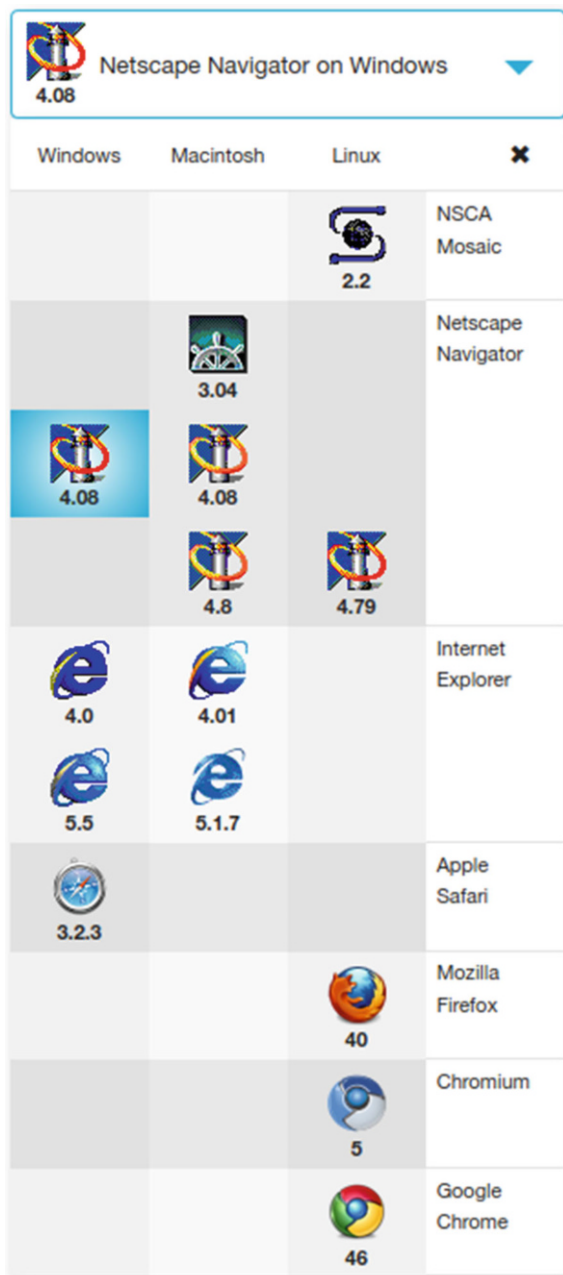 Netscape Navigator on Windows
4.08
Windows Macintosh Linux ✖
NSCA
Mosaic
2.2
Netscape
Navigator
3.04
4.08 4.08
4.8 4.79
Internet
Explorer
4.0 4.01
5.5 5.1.7
Apple
Safari
3.2.3
Mozilla
Firefox
40
Chromium
5
Google
Chrome
46